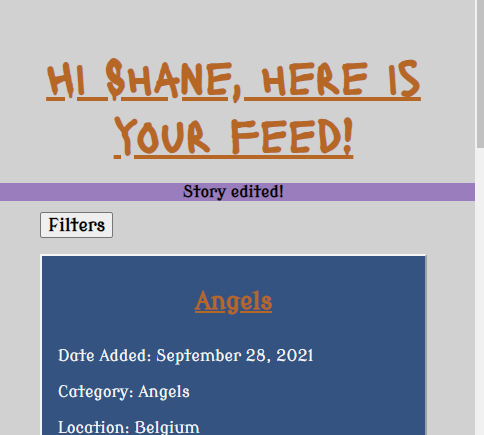 HI SHANE, HERE IS
YOUR FEED!
Story edited!
Filters
Angels
Date Added: September 28, 2021
Category: Angels
Location: Belgium